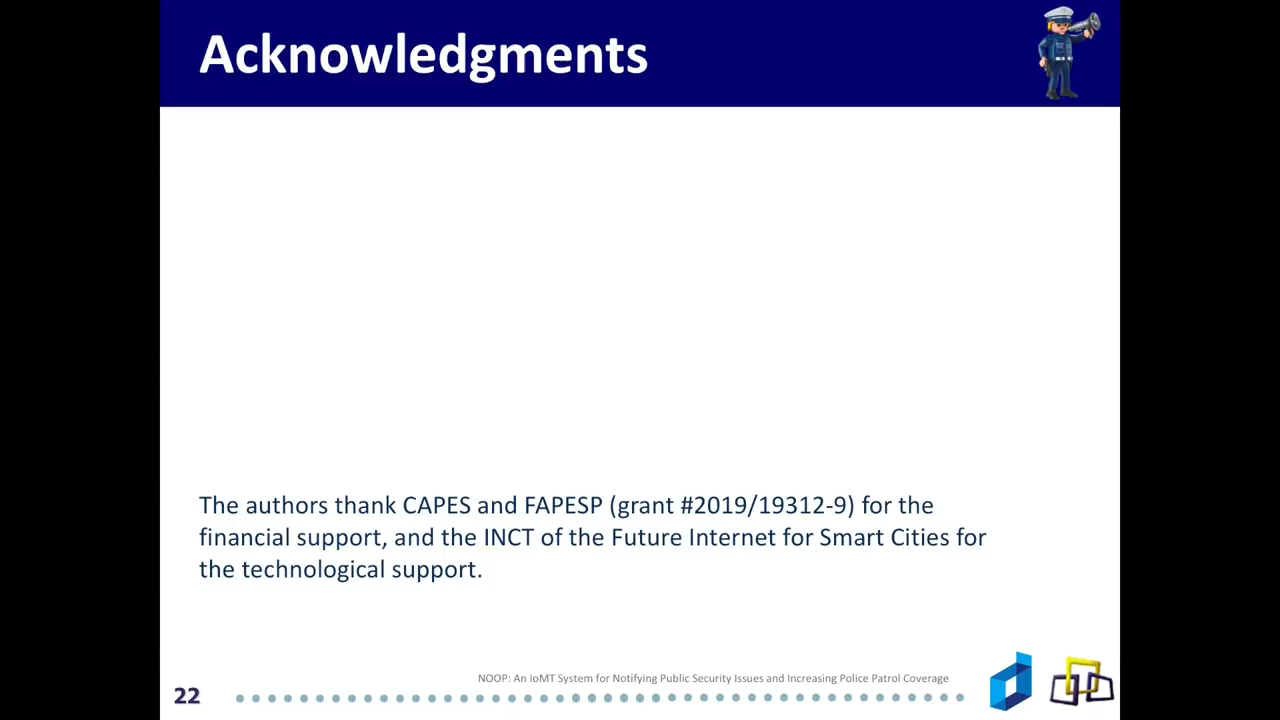 Acknowledgments
The authors thank CAPES and FAPESP (grant #2019/19312-9) for the
financial support, and the INCT of the Future Internet for Smart Cities for
the technological support.
NOOP: An IoMT System for Notifying Public Security Issues and Increasing Police Patrol Coverage
22